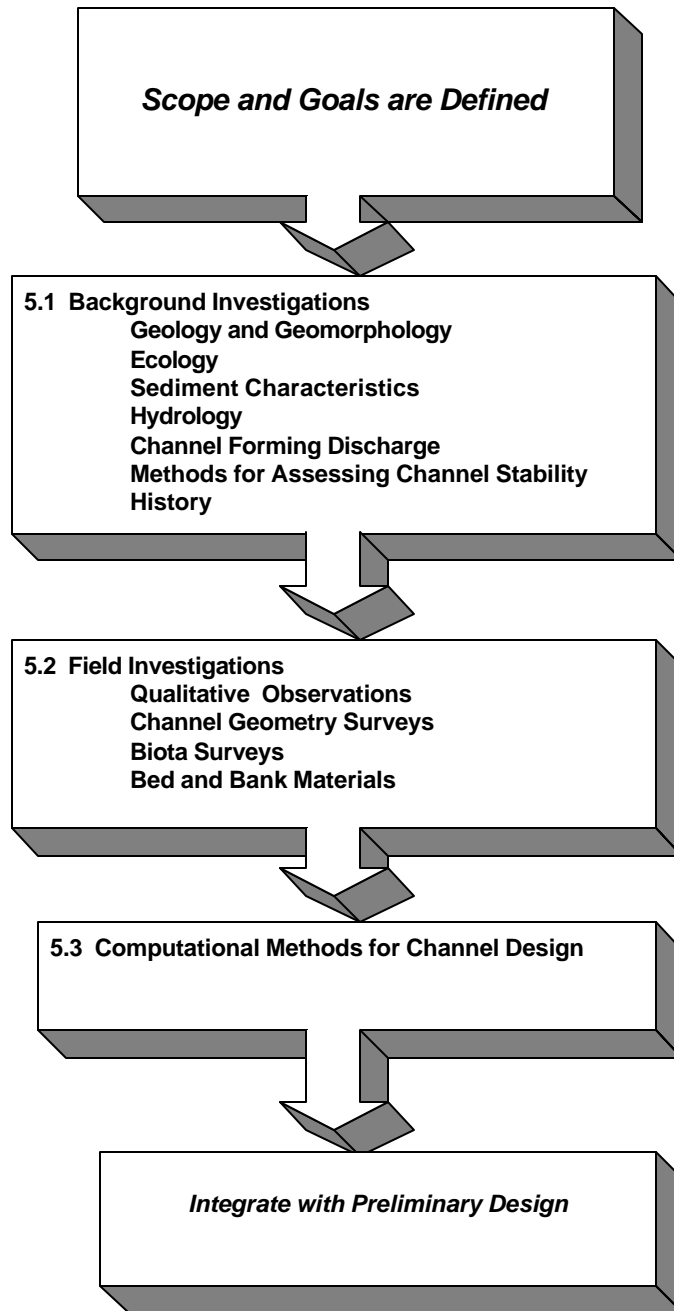 Scope and Goals are Defined
5.1 Background Investigations
Geology and Geomorphology
Ecology
Sediment Characteristics
Hydrology
Channel Forming Discharge
Methods for Assessing Channel Stability
History
5.2 Field Investigations
Qualitative Observations
Channel Geometry Surveys
Biota Surveys
Bed and Bank Materials
5.3 Computational Methods for Channel Design
Integrate with Preliminary Design